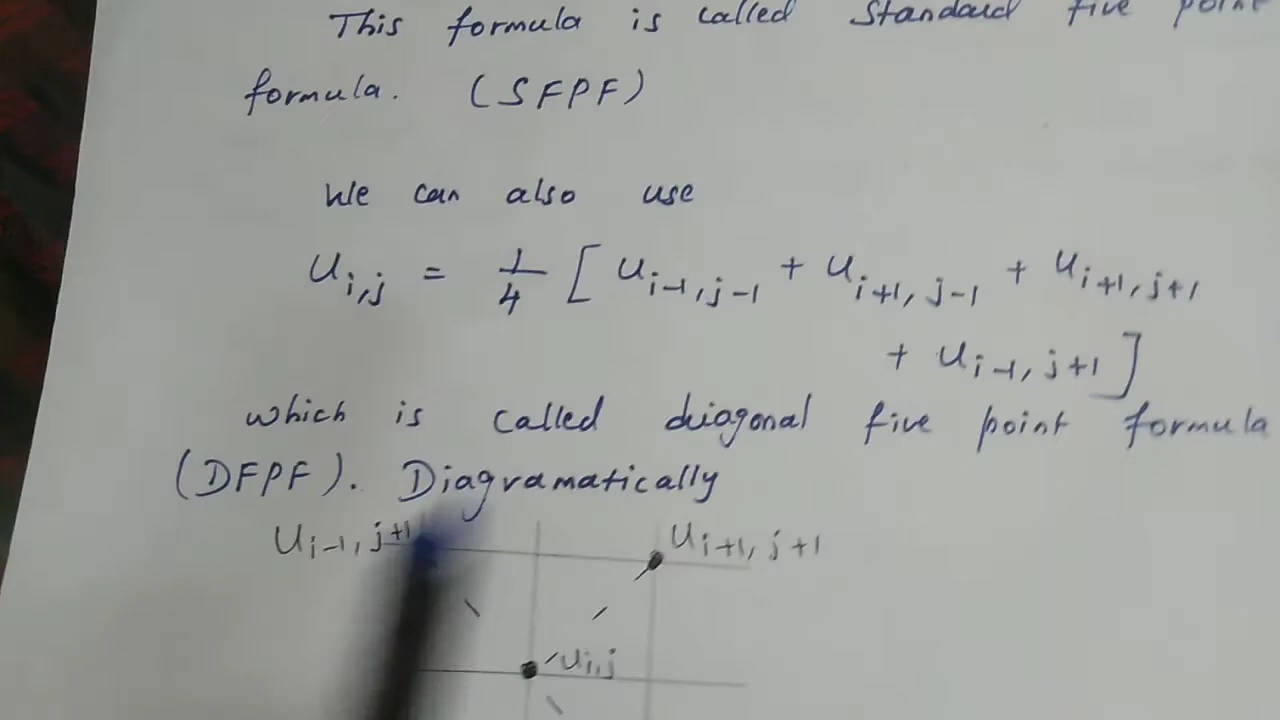 This formula is called Standard five point
formula. (SFPF)
We can also use
u_{i,j} = 1/4 [ u_{i-1,j-1} + u_{i+1,j-1} + u_{i+1,j+1}
+ u_{i-1,j+1} ]
which is called diagonal five point formula
(DFPF). Diagramatically
u_{i-1,j+1} u_{i+1,j+1}
u_{i,j}